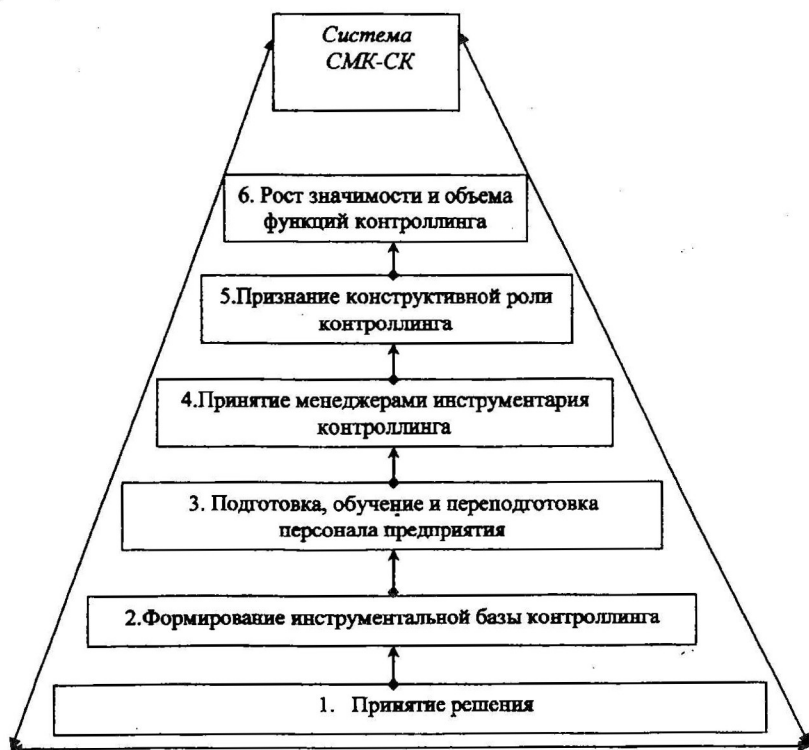 Система
СМК-СК
6. Рост значимости и объема
функций контроллинга
5.Признание конструктивной роли
контроллинга
4.Принятие менеджерами инструментария
контроллинга
3. Подготовка, обучение и переподготовка
персонала предприятия
2.Формирование инструментальной базы контроллинга
1. Принятие решения